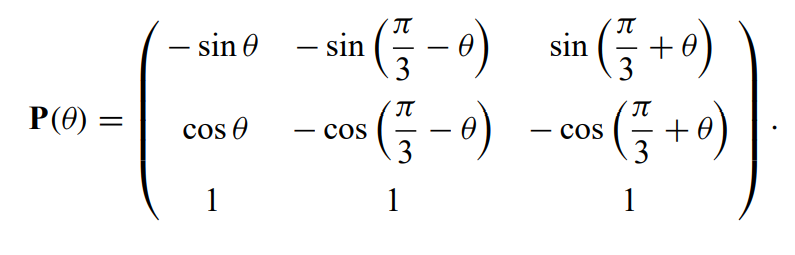 P(θ) = ( − sin θ   − sin (π/3 − θ)   sin (π/3 + θ)
cos θ   − cos (π/3 − θ)   − cos (π/3 + θ)
1   1   1 ) .